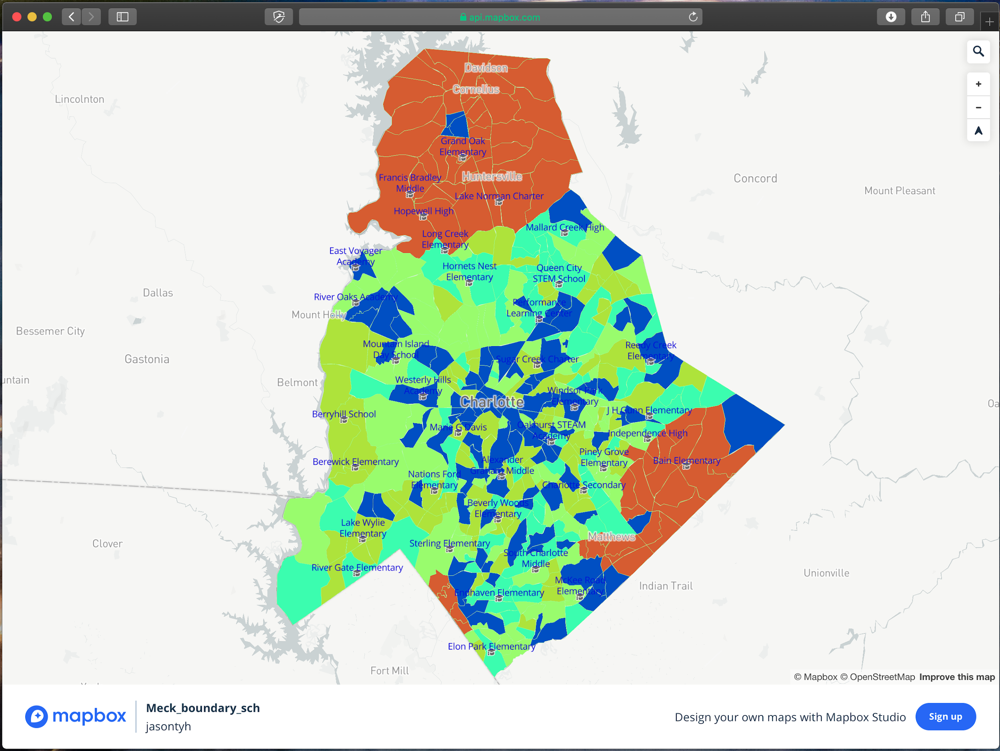 api.mapbox.com
Davidson
Cornelius
Lincolnton
Grand Oak
Elementary
Francis Bradley
Middle
Huntersville
Concord
Mount Pleasant
Lake Norman Charter
Hopewell High
Mallard Creek High
Long Creek
Elementary
East Voyager
Academy
Hornets Nest
Elementary
Queen City
STEM School
Dallas
River Oaks Academy
Mount Holly
Performance
Learning Center
Bessemer City
Mountain Island
Day School
Reedy Creek
Elementary
Gastonia
Sugar Creek Charter
untain
Belmont
Westerly Hills
Academy
Windsor Park
Elementary
Charlotte
Oa
Berryhill School
J H Gunn Elementary
Marie G Davis
Oakhurst STEAM
Academy
Independence High
Piney Grove
Elementary
Bain Elementary
Berewick Elementary
Alexander
Graham Middle
Nations Ford
Elementary
Charlotte Secondary
Beverly Woods
Elementary
Lake Wylie
Elementary
Matthews
Clover
Sterling Elementary
South Charlotte
Middle
River Gate Elementary
Unionville
McKee Road
Elementary
Indian Trail
Endhaven Elementary
Elon Park Elementary
Fort Mill
© Mapbox © OpenStreetMap Improve this map
mapbox
Meck_boundary_sch
jasontyh
Design your own maps with Mapbox Studio
Sign up